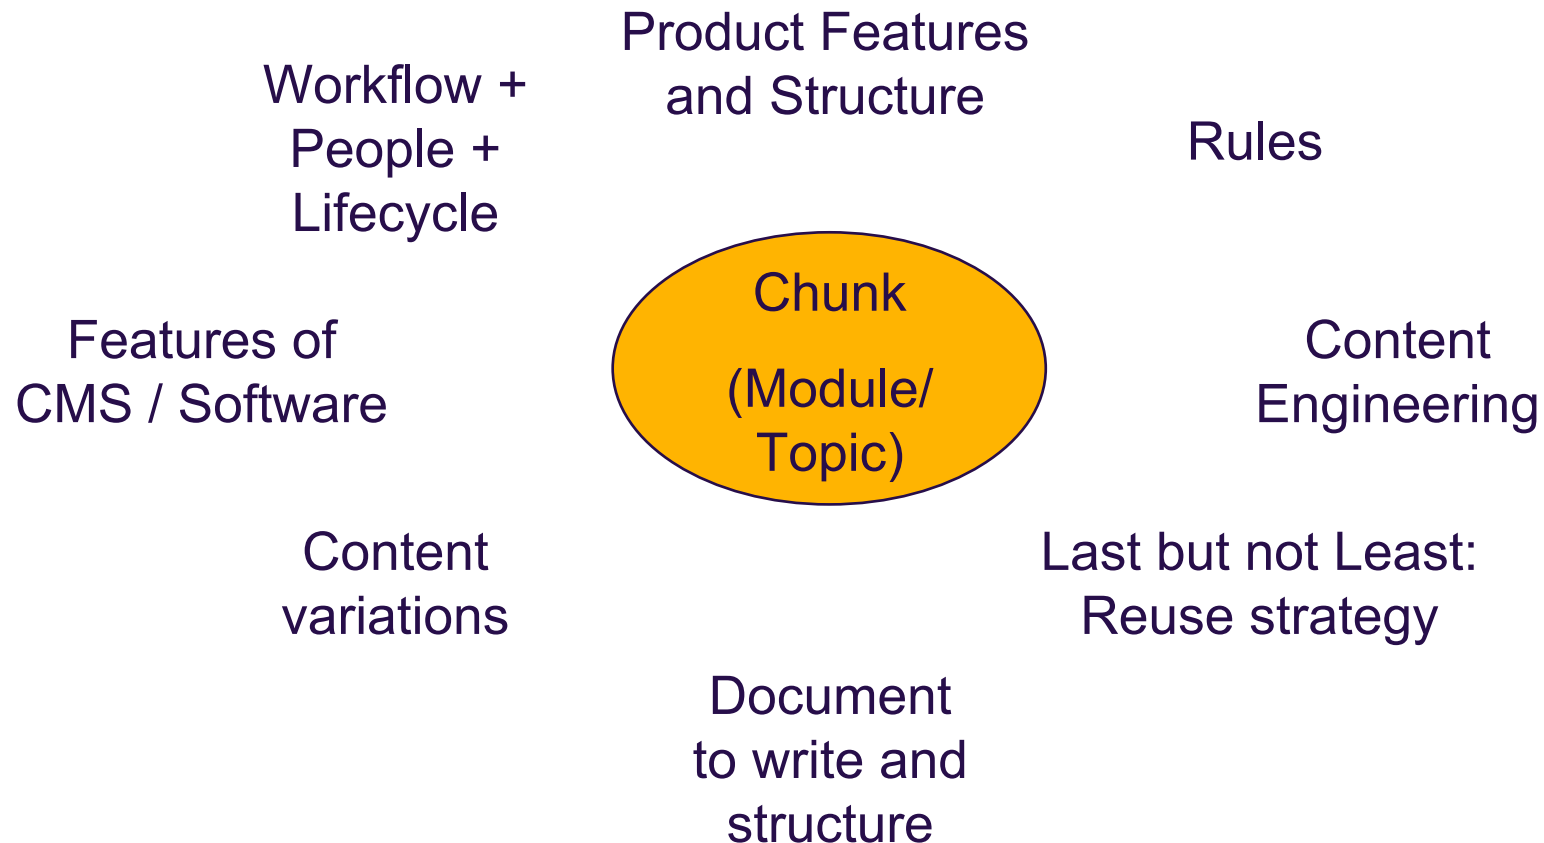 Product Features
and Structure
Workflow +
People +
Lifecycle
Rules
Chunk
(Module/
Topic)
Features of
CMS / Software
Content
Engineering
Content
variations
Last but not Least:
Reuse strategy
Document
to write and
structure